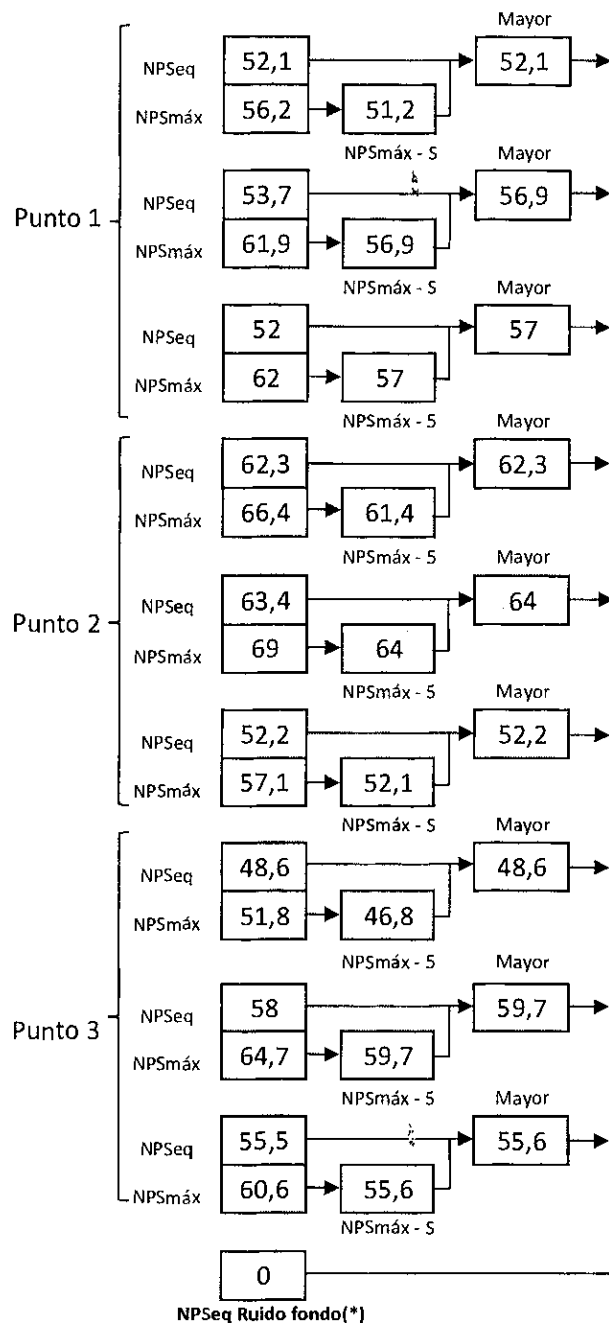 Mayor
NPSeq 52,1 52,1
NPSmáx 56,2 51,2
NPSmáx - S
Mayor
NPSeq 53,7 56,9
Punto 1
NPSmáx 61,9 56,9
NPSmáx - S
Mayor
NPSeq 52 57
NPSmáx 62 57
NPSmáx - 5
Mayor
NPSeq 62,3 62,3
NPSmáx 66,4 61,4
NPSmáx - 5
Mayor
NPSeq 63,4 64
Punto 2
NPSmáx 69 64
NPSmáx - 5
Mayor
NPSeq 52,2 52,2
NPSmáx 57,1 52,1
NPSmáx - S
Mayor
NPSeq 48,6 48,6
NPSmáx 51,8 46,8
NPSmáx - 5
Mayor
NPSeq 58 59,7
Punto 3
NPSmáx 64,7 59,7
NPSmáx - 5
Mayor
NPSeq 55,5 55,6
NPSmáx 60,6 55,6
NPSmáx - S
0
NPSeq Ruido fondo(*)